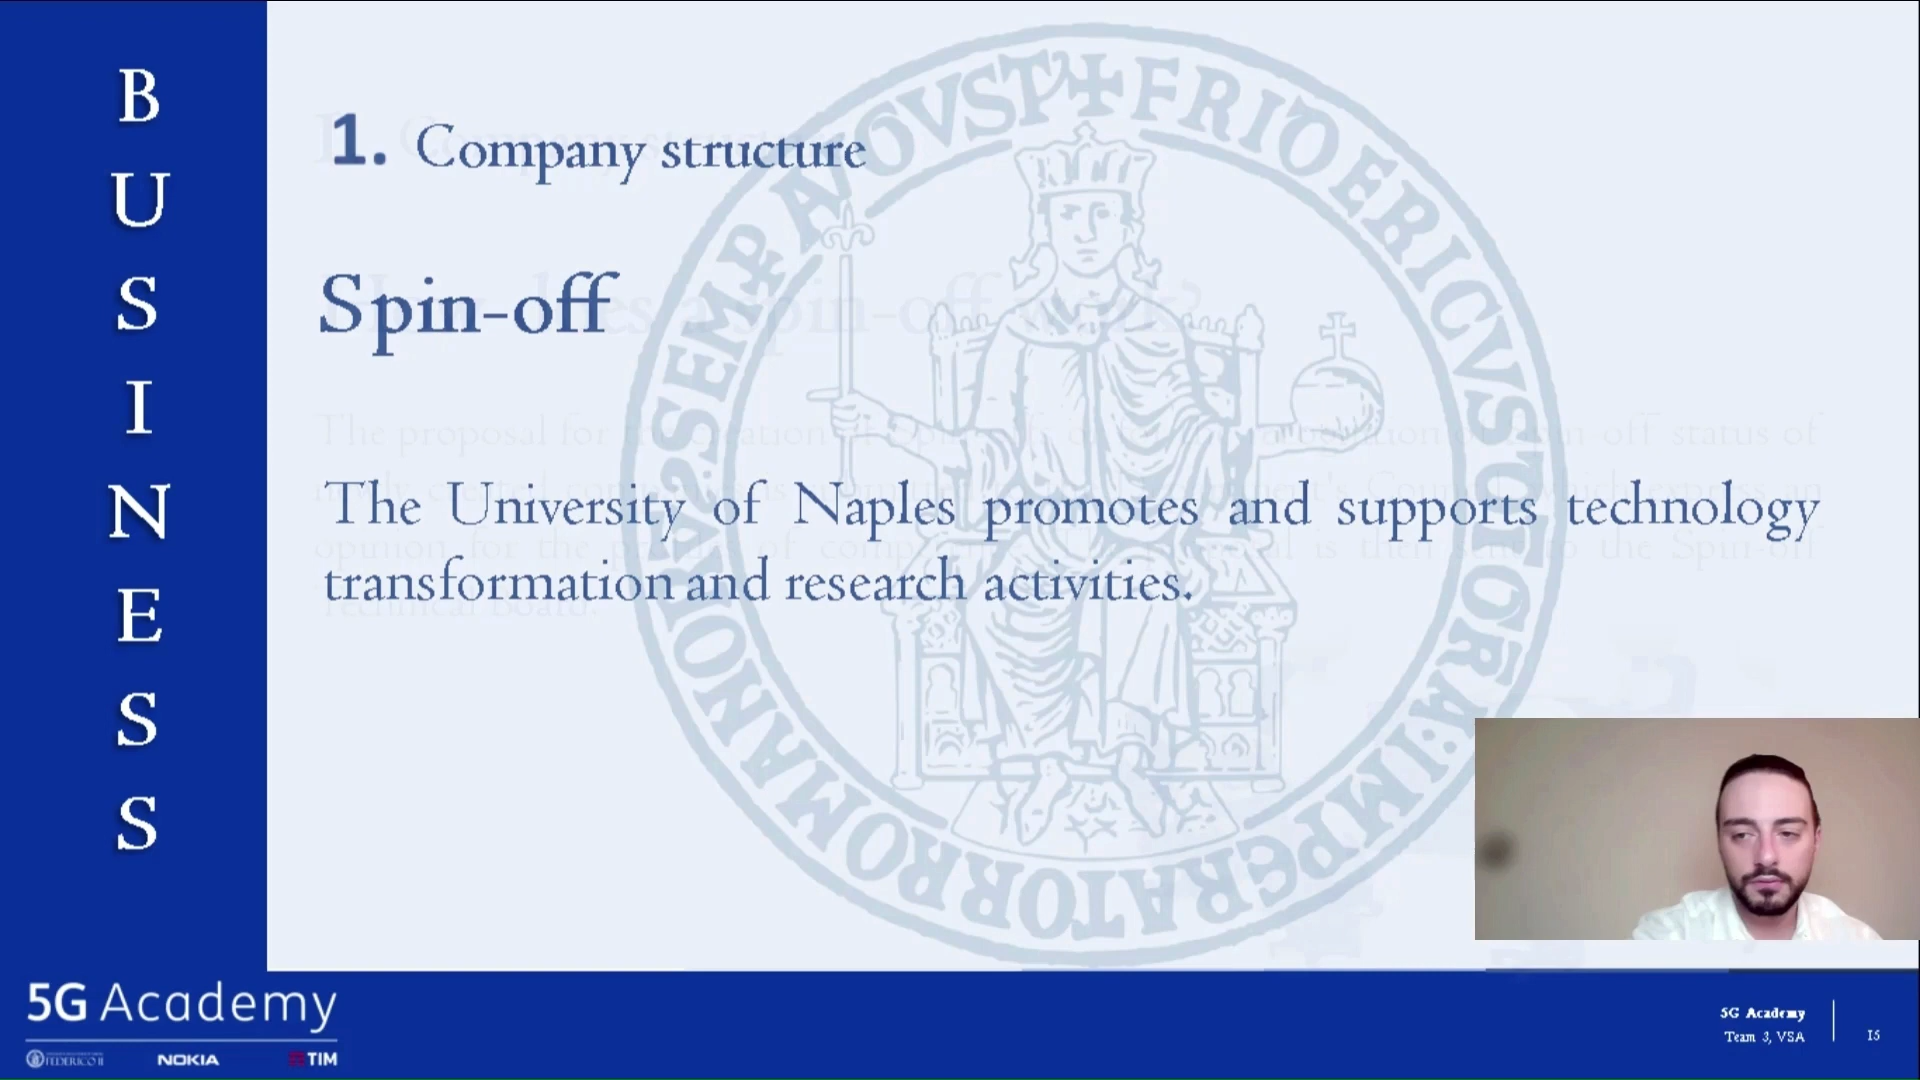 B
U
S
I
N
E
S
S
1. Company structure
Spin-off
The University of Naples promotes and supports technology
transformation and research activities.
5G Academy
FEDERICO II
NOKIA
TIM
5G Academy
Team 3, VSA
15